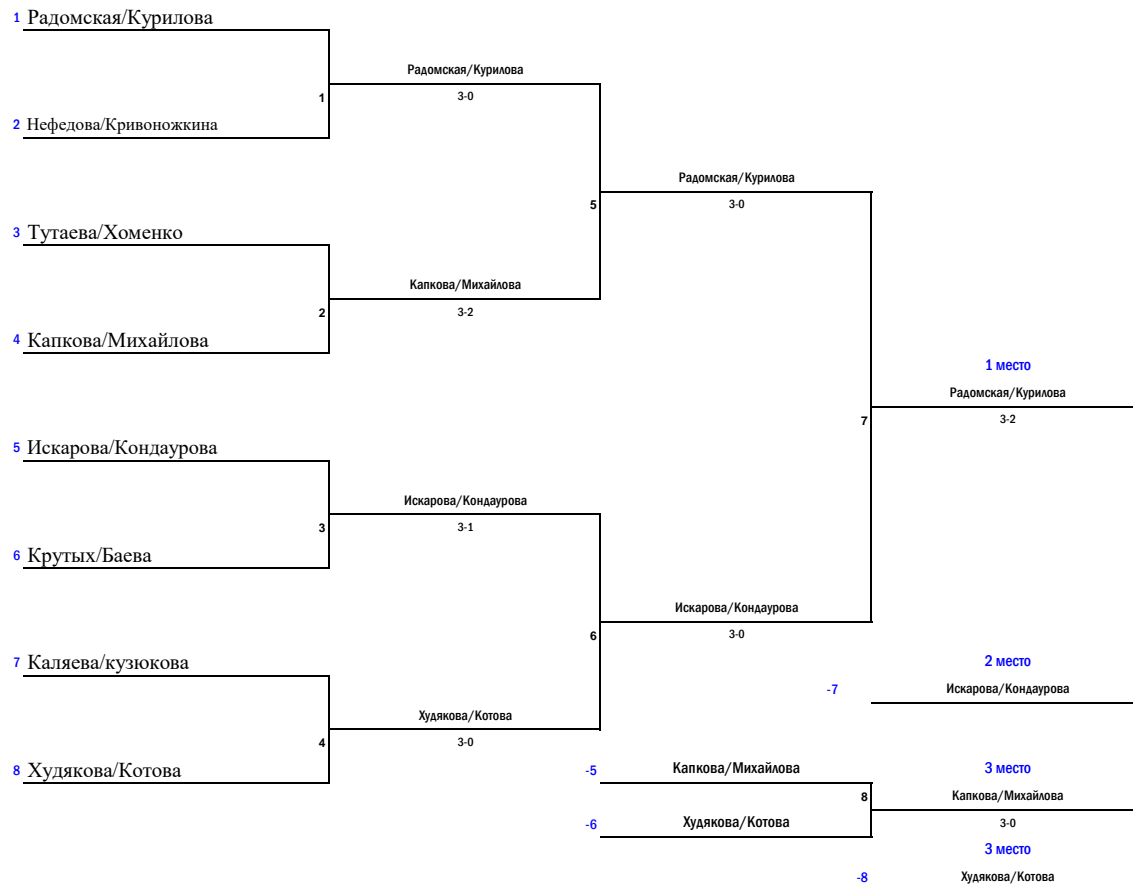 1 Радомская/Курилова
Радомская/Курилова
1 3-0
2 Нефедова/Кривоножкина
Радомская/Курилова
5 3-0
3 Тутаева/Хоменко
Капкова/Михайлова
2 3-2
4 Капкова/Михайлова
1 место
Радомская/Курилова
7 3-2
5 Искарова/Кондаурова
Искарова/Кондаурова
3 3-1
6 Крутых/Баева
Искарова/Кондаурова
6 3-0
7 Каляева/кузюкова
2 место
-7 Искарова/Кондаурова
Худякова/Котова
4 3-0
8 Худякова/Котова
-5 Капкова/Михайлова
3 место
8 Капкова/Михайлова
-6 Худякова/Котова
3-0
3 место
-8 Худякова/Котова